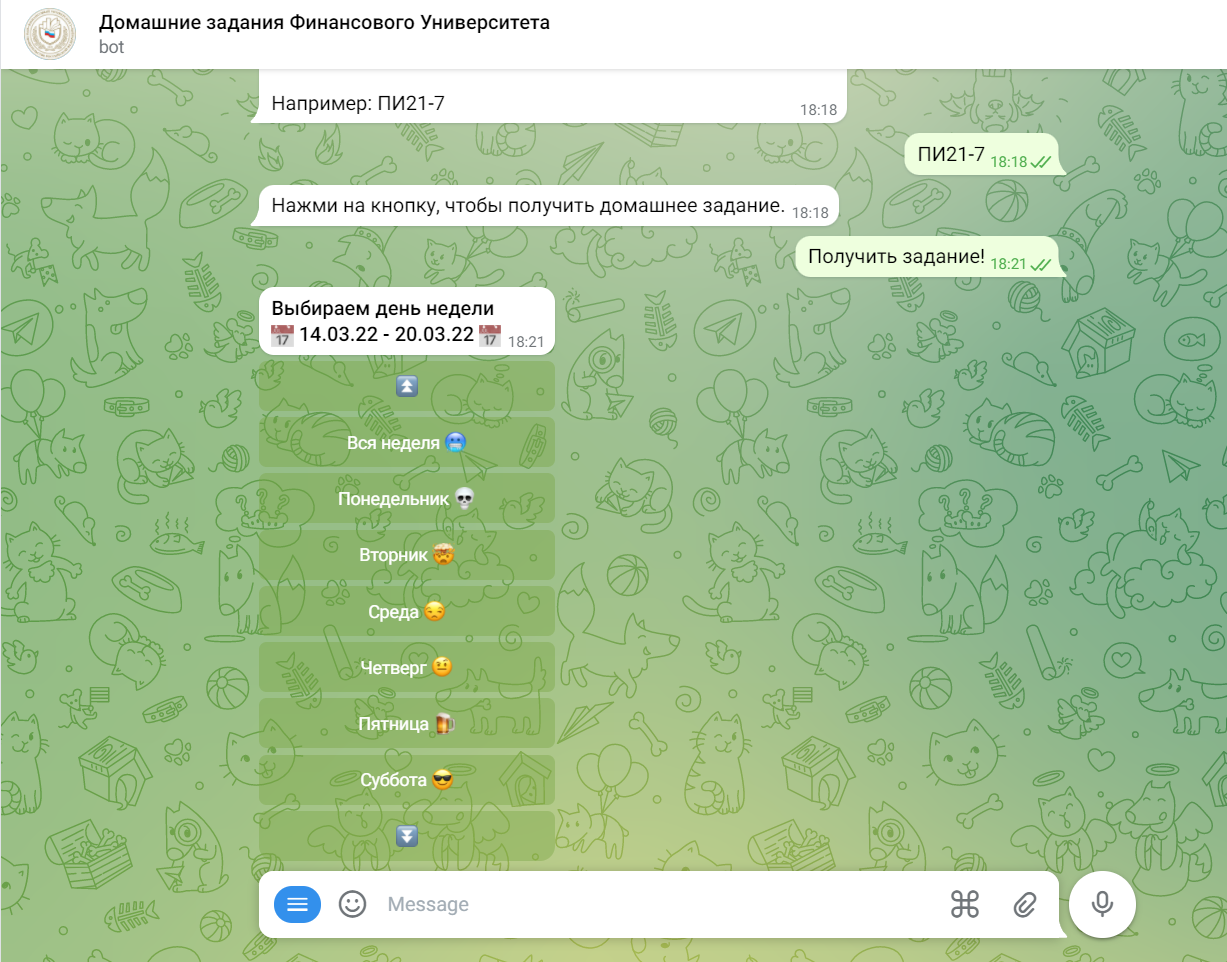 Домашние задания Финансового Университета
bot
Например: ПИ21-7
18:18
ПИ21-7 18:18
Нажми на кнопку, чтобы получить домашнее задание. 18:18
Получить задание! 18:21
Выбираем день недели
📅 14.03.22 - 20.03.22 📅 18:21
⏫
Вся неделя 🥶
Понедельник 💀
Вторник 🤯
Среда 😒
Четверг 🤨
Пятница 🍺
Суббота 😎
⏬
Message